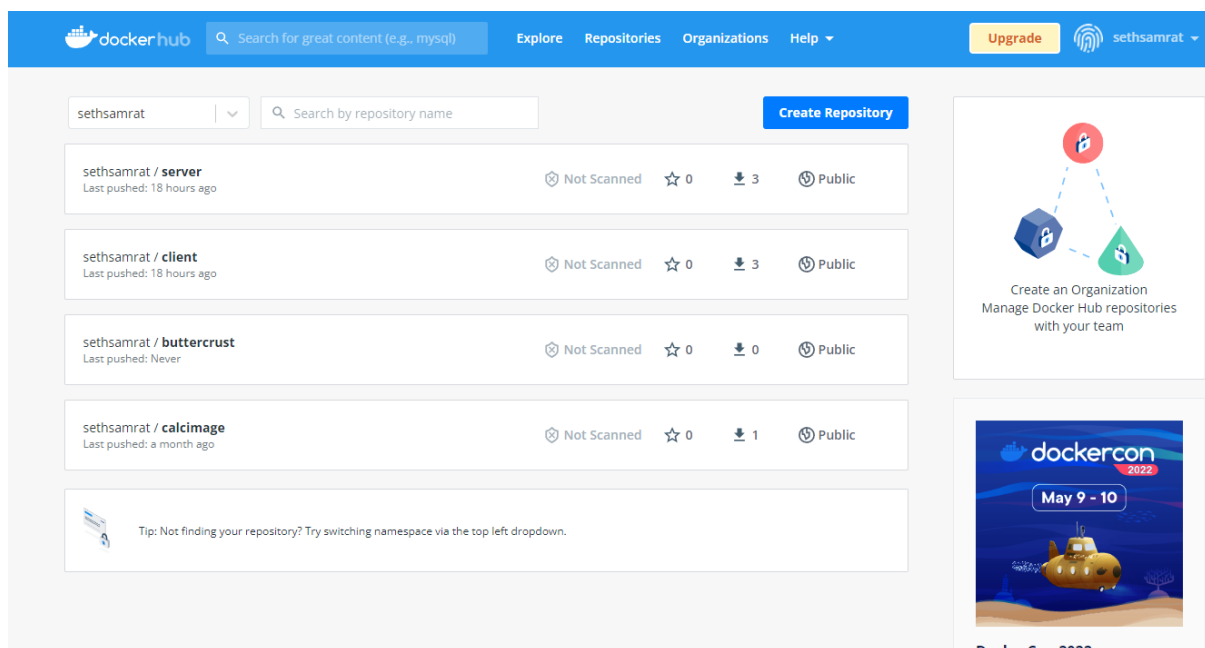 dockerhub
Search for great content (e.g., mysql)
Explore
Repositories
Organizations
Help
Upgrade
sethsamrat
sethsamrat
Search by repository name
Create Repository
sethsamrat / server
Last pushed: 18 hours ago
Not Scanned
0
3
Public
sethsamrat / client
Last pushed: 18 hours ago
Not Scanned
0
3
Public
sethsamrat / buttercrust
Last pushed: Never
Not Scanned
0
0
Public
sethsamrat / calcimage
Last pushed: a month ago
Not Scanned
0
1
Public
Tip: Not finding your repository? Try switching namespace via the top left dropdown.
Create an Organization
Manage Docker Hub repositories
with your team
dockercon
2022
May 9 - 10